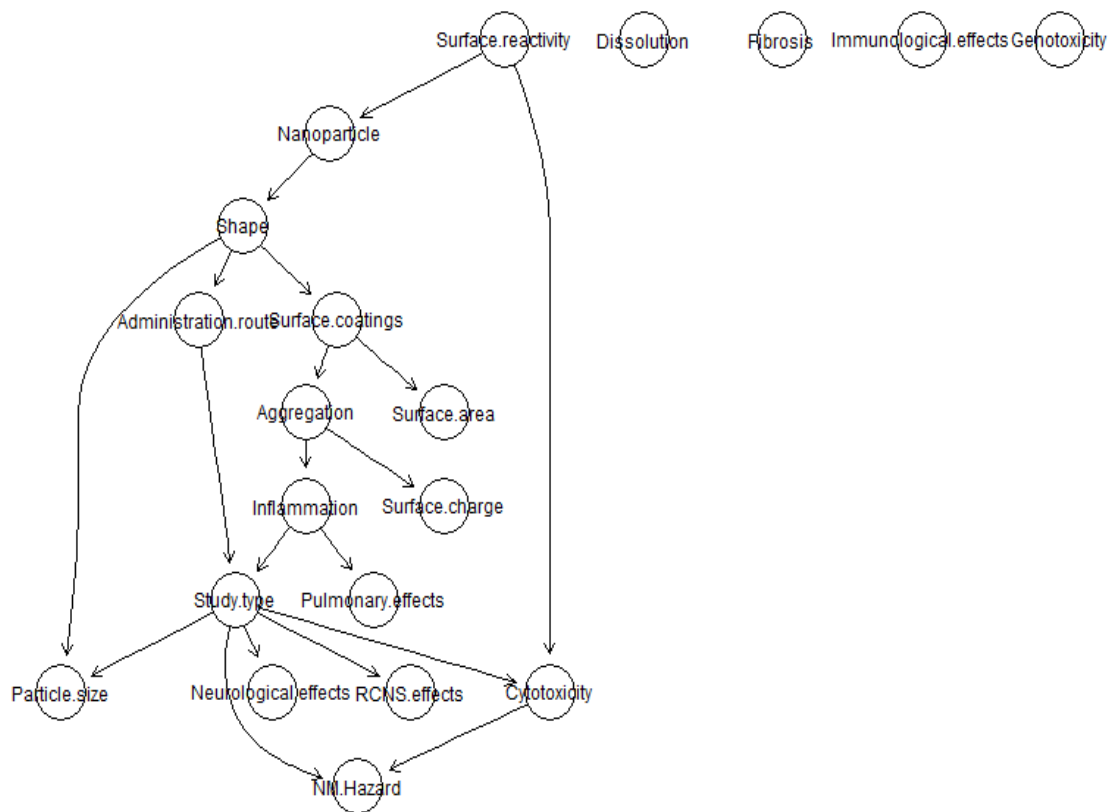 Surface.reactivity Dissolution Fibrosis Immunological.effects Genotoxicity
Nanoparticle
Shape
Administration.route Surface.coatings
Aggregation Surface.area
Inflammation Surface.charge
Study.type Pulmonary.effects
Particle.size Neurological.effects RCNS.effects Cytotoxicity
NM.Hazard